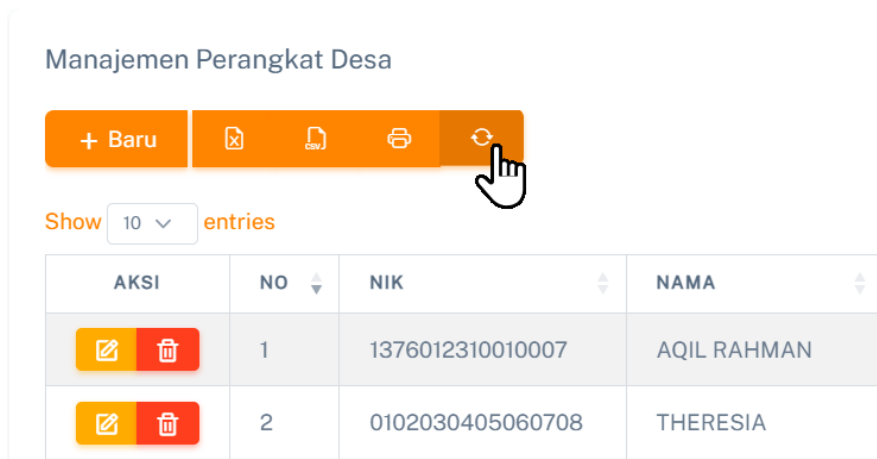 Manajemen Perangkat Desa
+ Baru CSV
Show 10 entries
AKSI NO NIK NAMA
1 1376012310010007 AQIL RAHMAN
2 0102030405060708 THERESIA